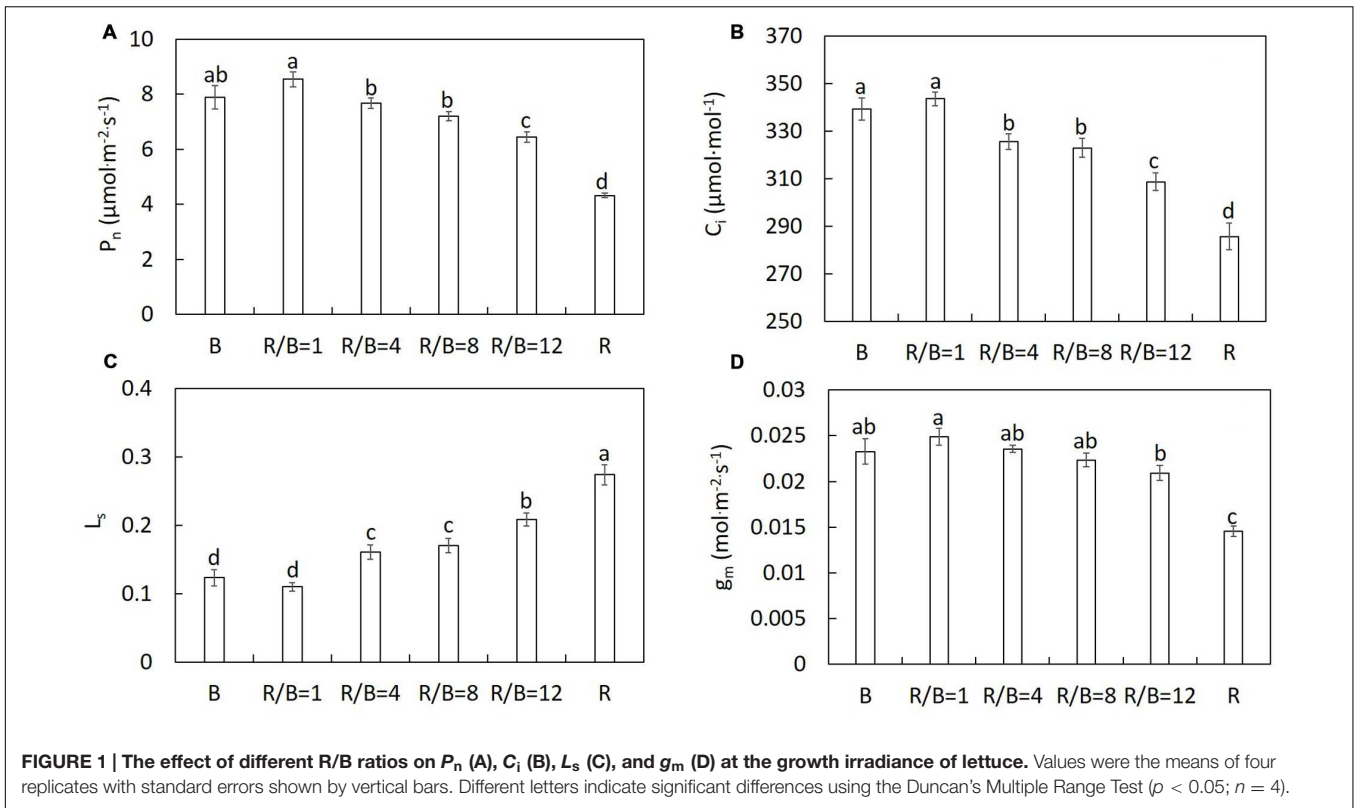 A
10
8
6
4
2
0
Pn (µmol·m-2·s-1)
ab
a
b
b
c
d
B R/B=1 R/B=4 R/B=8 R/B=12 R
B
370
350
330
310
290
270
250
Ci (µmol·mol-1)
a
a
b
b
c
d
B R/B=1 R/B=4 R/B=8 R/B=12 R
C
0.4
0.3
0.2
0.1
0
Ls
d
d
c
c
b
a
B R/B=1 R/B=4 R/B=8 R/B=12 R
D
0.03
0.025
0.02
0.015
0.01
0.005
0
gm (mol·m-2·s-1)
ab
a
ab
ab
b
c
B R/B=1 R/B=4 R/B=8 R/B=12 R
FIGURE 1 | The effect of different R/B ratios on Pn (A), Ci (B), Ls (C), and gm (D) at the growth irradiance of lettuce. Values were the means of four
replicates with standard errors shown by vertical bars. Different letters indicate significant differences using the Duncan's Multiple Range Test (p < 0.05; n = 4).